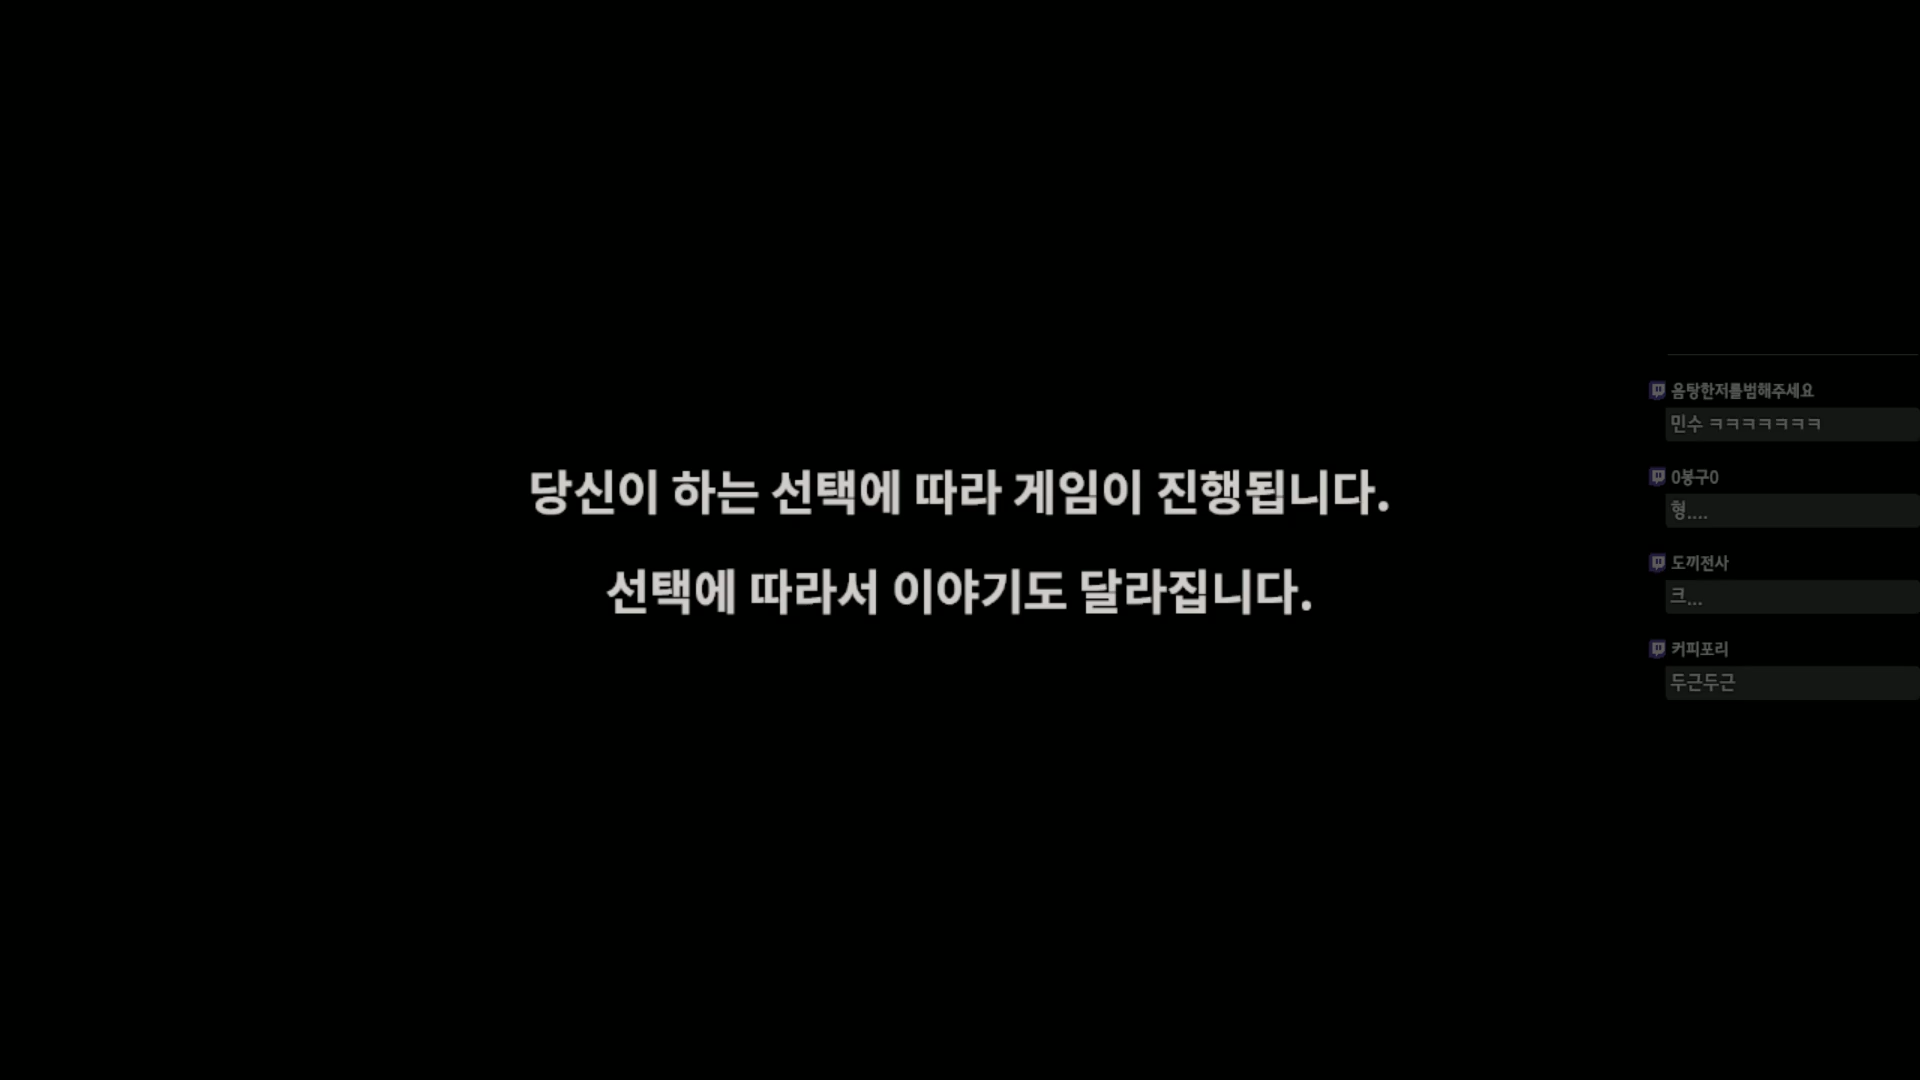 당신이 하는 선택에 따라 게임이 진행됩니다.
선택에 따라서 이야기도 달라집니다.
음탕한저를범해주세요
민수 ㅋㅋㅋㅋㅋㅋㅋ
0봉구0
형....
도끼전사
크...
커피포리
두근두근